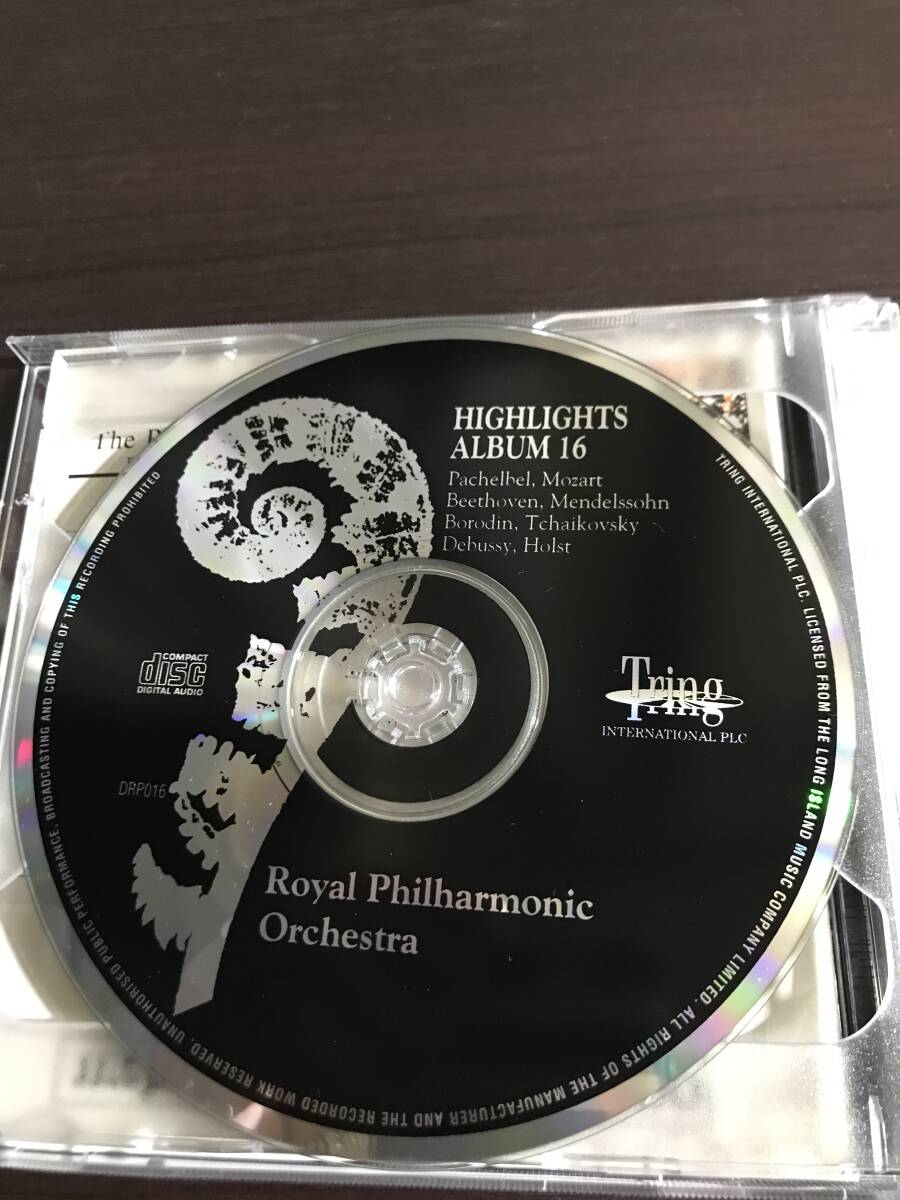 HIGHLIGHTS
ALBUM 16
Pachelbel, Mozart
Beethoven, Mendelssohn
Borodin, Tchaikovsky
Debussy, Holst
The
COMPACT
disc
DIGITAL AUDIO
Tring
INTERNATIONAL PLC
DRP016
Royal Philharmonic
Orchestra
TRING INTERNATIONAL PLC. LICENSED FROM THE LONG ISLAND MUSIC COMPANY LIMITED. ALL RIGHTS OF THE MANUFACTURER AND THE RECORDED WORK RESERVED. UNAUTHORISED PUBLIC PERFORMANCE, BROADCASTING AND COPYING OF THIS RECORDING PROHIBITED